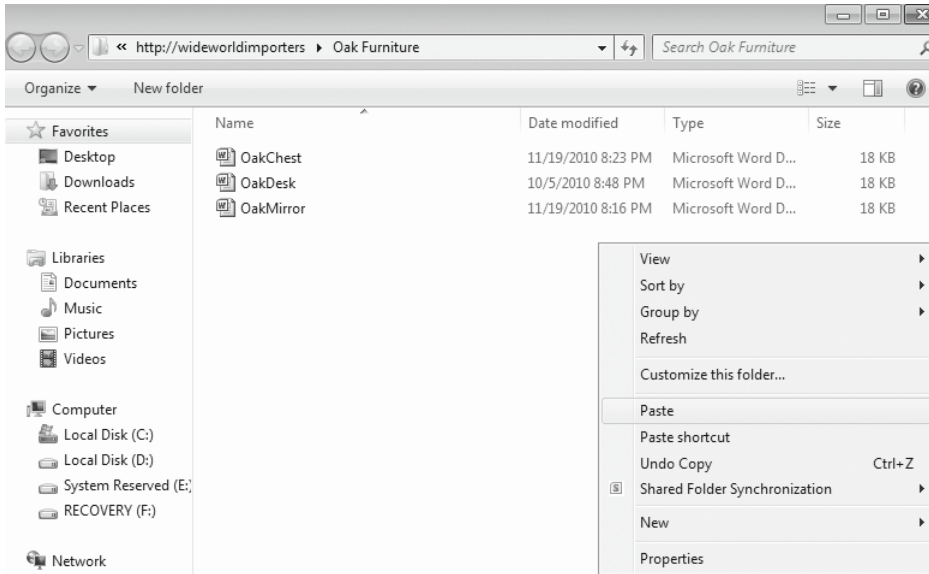 « http://wideworldimporters ▸ Oak Furniture Search Oak Furniture
Organize New folder
Name Date modified Type Size
OakChest 11/19/2010 8:23 PM Microsoft Word D... 18 KB
OakDesk 10/5/2010 8:48 PM Microsoft Word D... 18 KB
OakMirror 11/19/2010 8:16 PM Microsoft Word D... 18 KB
Favorites
Desktop
Downloads
Recent Places
Libraries
Documents
Music
Pictures
Videos
Computer
Local Disk (C:)
Local Disk (D:)
System Reserved (E:)
RECOVERY (F:)
Network
View
Sort by
Group by
Refresh
Customize this folder...
Paste
Paste shortcut
Undo Copy Ctrl+Z
S Shared Folder Synchronization
New
Properties